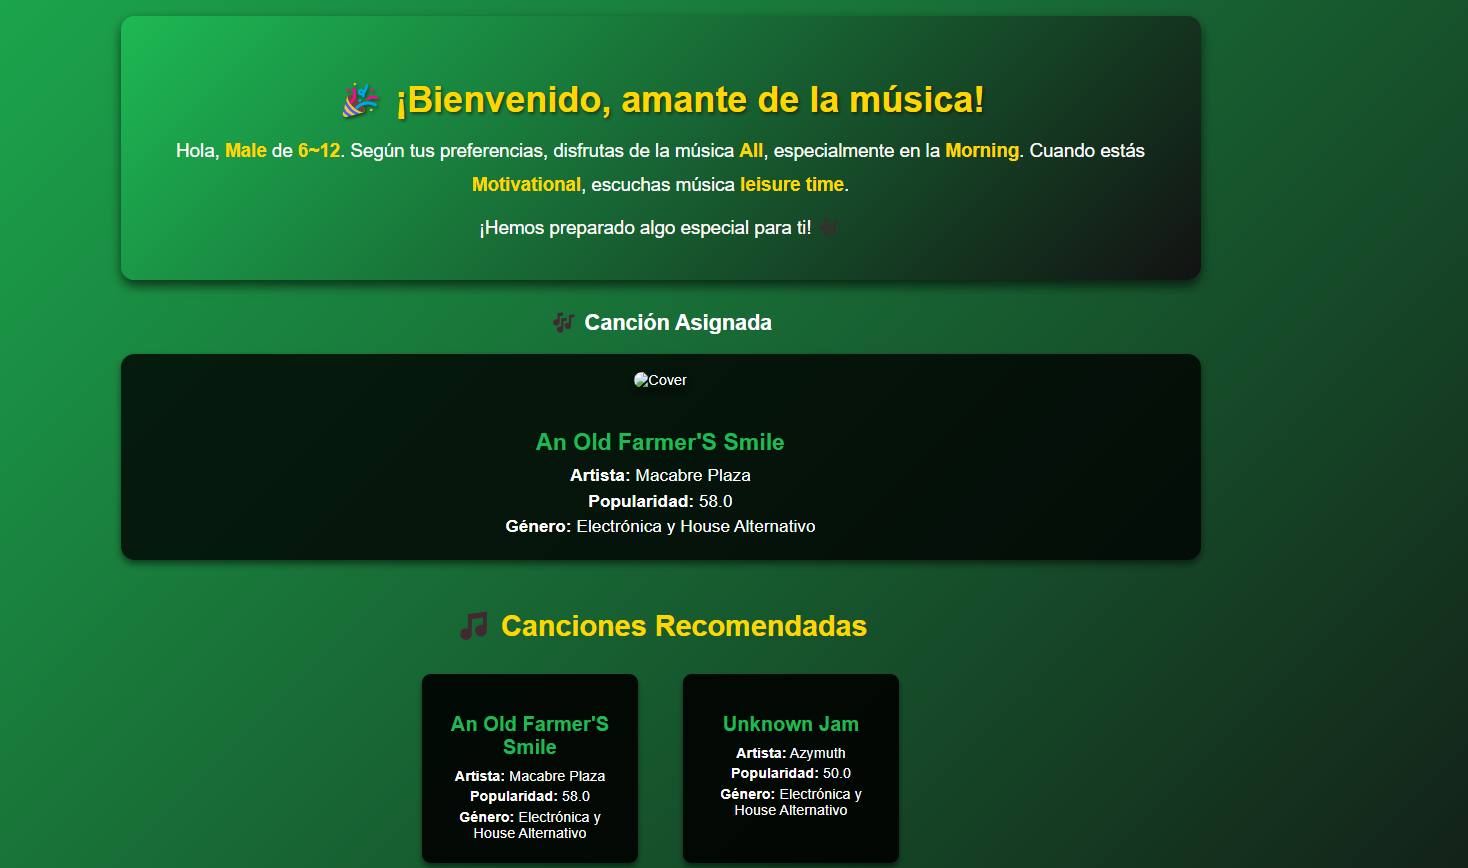 🎉 ¡Bienvenido, amante de la música!
Hola, Male de 6~12. Según tus preferencias, disfrutas de la música All, especialmente en la Morning. Cuando estás
Motivational, escuchas música leisure time.
¡Hemos preparado algo especial para ti! 🎶
🎶 Canción Asignada
Cover
An Old Farmer'S Smile
Artista: Macabre Plaza
Popularidad: 58.0
Género: Electrónica y House Alternativo
🎵 Canciones Recomendadas
An Old Farmer'S
Smile
Artista: Macabre Plaza
Popularidad: 58.0
Género: Electrónica y
House Alternativo
Unknown Jam
Artista: Azymuth
Popularidad: 50.0
Género: Electrónica y
House Alternativo